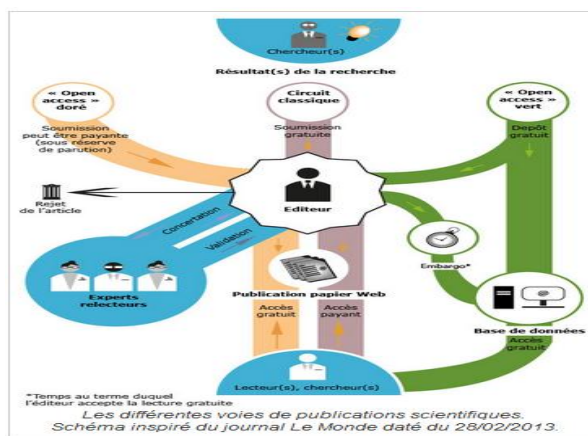 Chercheur(s)
Résultat(s) de la recherche
« Open
access »
doré
Circuit
classique
« Open
access »
vert
Soumission
peut être payante
(sous réserve
de parution)
Soumission
gratuite
Dépôt
gratuit
Editeur
Rejet
de l'article
Concertation
Validation
Embargo*
Experts
relecteurs
Publication papier Web
Accès
gratuit
Accès
payant
Base de données
Accès
gratuit
Lecteur(s), chercheur(s)
*Temps au terme duquel
l'éditeur accepte la lecture gratuite
Les différentes voies de publications scientifiques.
Schéma inspiré du journal Le Monde daté du 28/02/2013.